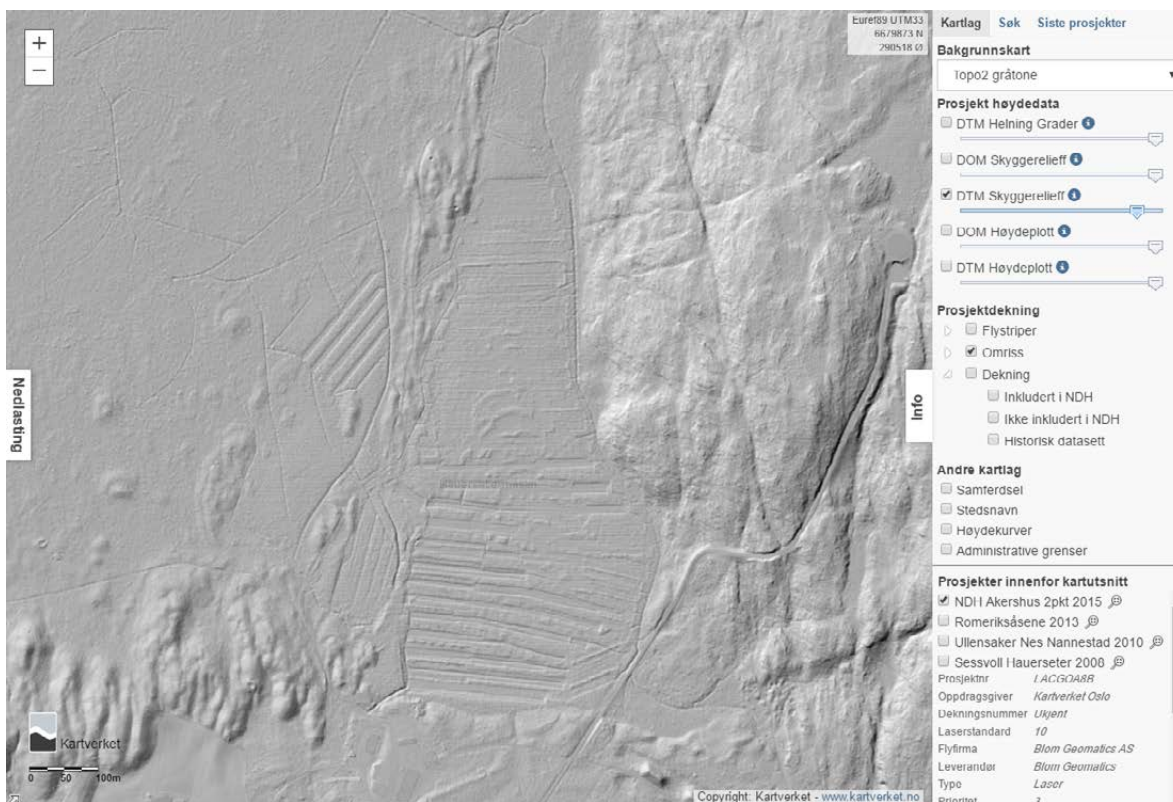 Euref89 UTM33
6679873 N
290518 Ø
+
−
Nedlasting
Info
Kartverket
0 50 100m
Copyright: Kartverket - www.kartverket.no
Kartlag Søk Siste prosjekter
Bakgrunnskart
Topo2 gråtone
Prosjekt høydedata
DTM Helning Grader
DOM Skyggerelieff
DTM Skyggerelieff
DOM Høydeplott
DTM Høydeplott
Prosjektdekning
Flystriper
Omriss
Dekning
Inkludert i NDH
Ikke inkludert i NDH
Historisk datasett
Andre kartlag
Samferdsel
Stedsnavn
Høydekurver
Administrative grenser
Prosjekter innenfor kartutsnitt
NDH Akershus 2pkt 2015
Romeriksåsene 2013
Ullensaker Nes Nannestad 2010
Sessvoll Hauerseter 2008
Prosjektnr LACGOA8B
Oppdragsgiver Kartverket Oslo
Dekningsnummer Ukjent
Laserstandard 10
Flyfirma Blom Geomatics AS
Leverandør Blom Geomatics
Type Laser
Prioritet